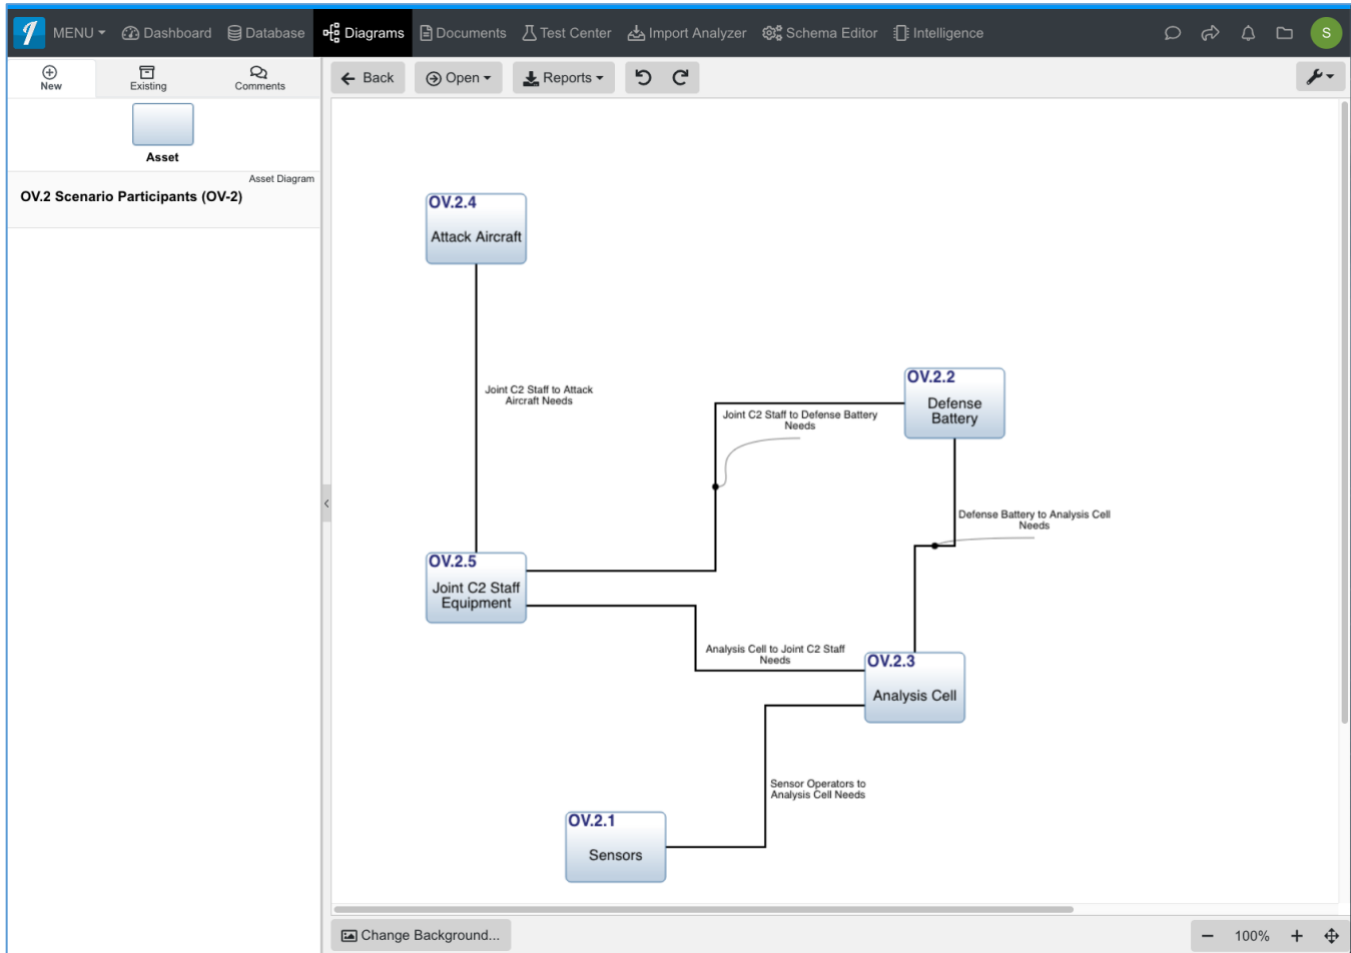 MENU
Dashboard
Database
Diagrams
Documents
Test Center
Import Analyzer
Schema Editor
Intelligence
S
New
Existing
Comments
Back
Open
Reports
Asset
Asset Diagram
OV.2 Scenario Participants (OV-2)
OV.2.4
Attack Aircraft
Joint C2 Staff to Attack
Aircraft Needs
OV.2.2
Defense
Battery
Joint C2 Staff to Defense Battery
Needs
Defense Battery to Analysis Cell
Needs
OV.2.5
Joint C2 Staff
Equipment
Analysis Cell to Joint C2 Staff
Needs
OV.2.3
Analysis Cell
Sensor Operators to
Analysis Cell Needs
OV.2.1
Sensors
Change Background...
100%